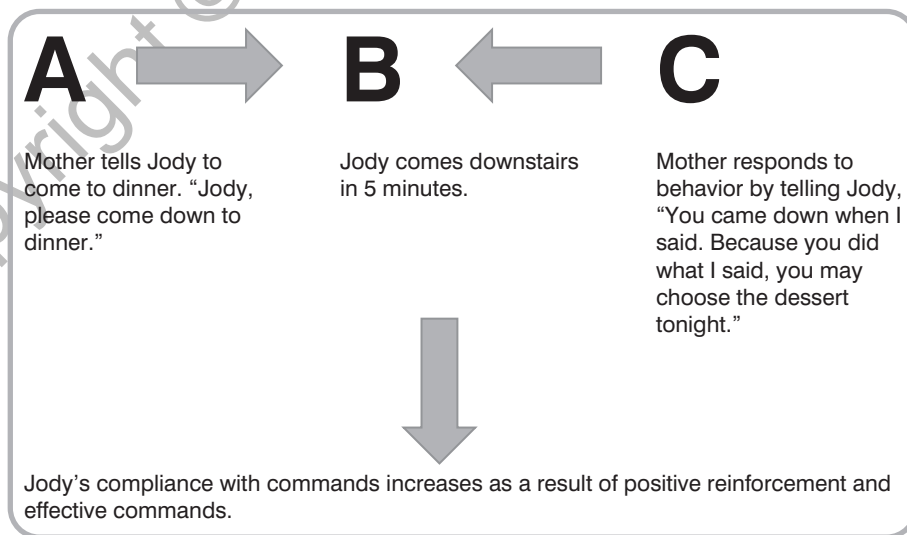 A
B
C
Mother tells Jody to
come to dinner. “Jody,
please come down to
dinner.”
Jody comes downstairs
in 5 minutes.
Mother responds to
behavior by telling Jody,
“You came down when I
said. Because you did
what I said, you may
choose the dessert
tonight.”
Jody’s compliance with commands increases as a result of positive reinforcement and
effective commands.